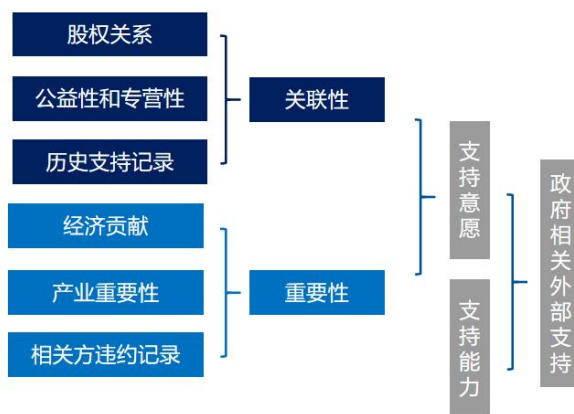 股权关系
公益性和专营性
历史支持记录
关联性
经济贡献
产业重要性
相关方违约记录
重要性
支持意愿
支持能力
政府相关外部支持